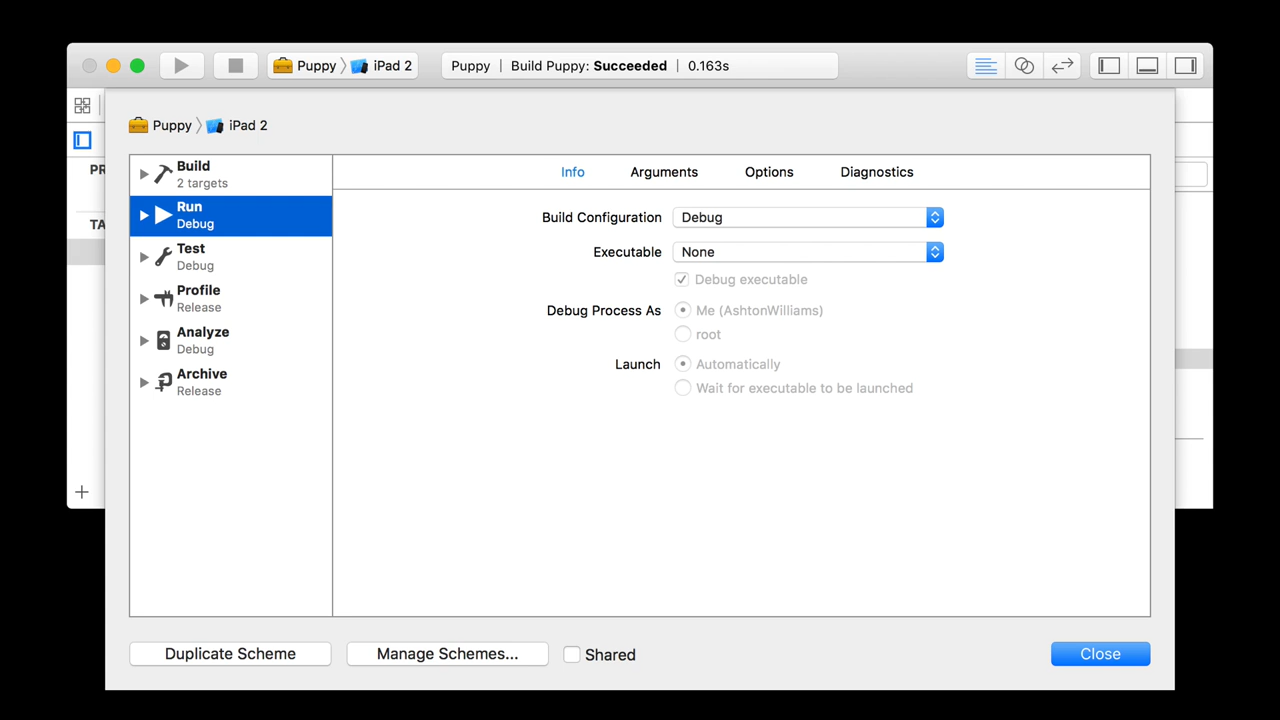 Puppy iPad 2
Puppy | Build Puppy: Succeeded | 0.163s
Puppy iPad 2
PR
TA
Build
2 targets
Run
Debug
Test
Debug
Profile
Release
Analyze
Debug
Archive
Release
Info Arguments Options Diagnostics
Build Configuration Debug
Executable None
Debug executable
Debug Process As Me (AshtonWilliams)
root
Launch Automatically
Wait for executable to be launched
Duplicate Scheme Manage Schemes... Shared Close